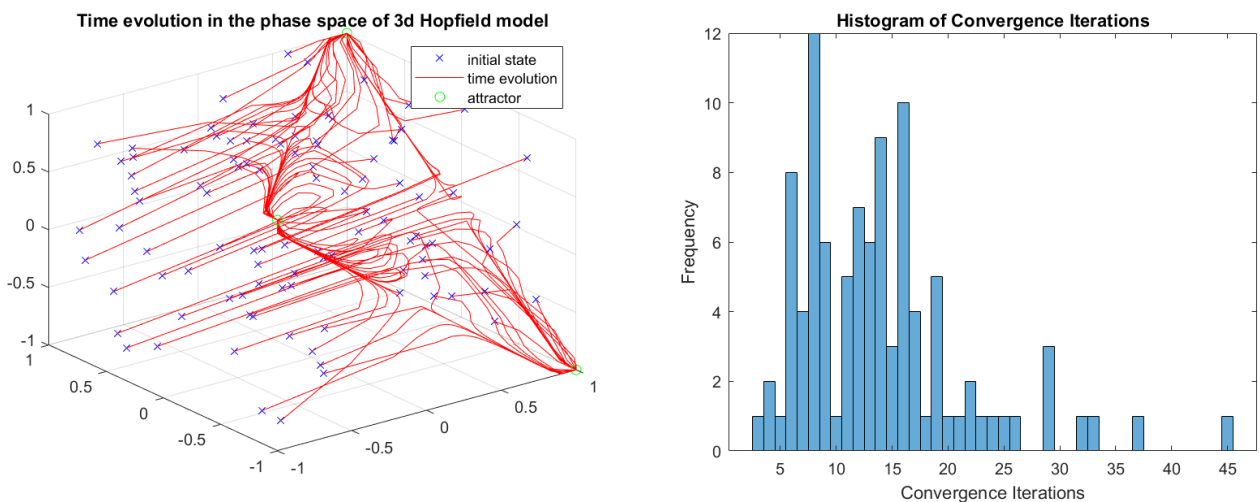 Time evolution in the phase space of 3d Hopfield model
initial state
time evolution
attractor
1
0.5
0
-0.5
-1
1
0.5
0
-0.5
-1
-1
-0.5
0
0.5
1
Histogram of Convergence Iterations
12
10
8
6
4
2
0
Frequency
5 10 15 20 25 30 35 40 45
Convergence Iterations